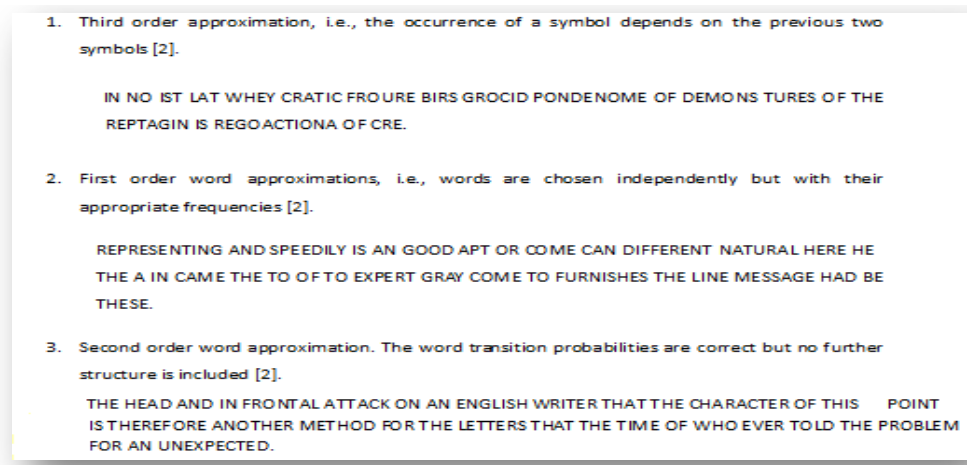 1. Third order approximation, i.e., the occurrence of a symbol depends on the previous two
symbols [2].
IN NO IST LAT WHEY CRATIC FROURE BIRS GROCID PONDENOME OF DEMONS TURES OF THE
REPTAGIN IS REGOACTIONA OF CRE.
2. First order word approximations, i.e., words are chosen independently but with their
appropriate frequencies [2].
REPRESENTING AND SPEEDILY IS AN GOOD APT OR COME CAN DIFFERENT NATURAL HERE HE
THE A IN CAME THE TO OF TO EXPERT GRAY COME TO FURNISHES THE LINE MESSAGE HAD BE
THESE.
3. Second order word approximation. The word transition probabilities are correct but no further
structure is included [2].
THE HEAD AND IN FRONTAL ATTACK ON AN ENGLISH WRITER THAT THE CHARACTER OF THIS POINT
IS THEREFORE ANOTHER METHOD FOR THE LETTERS THAT THE TIME OF WHO EVER TOLD THE PROBLEM
FOR AN UNEXPECTED.